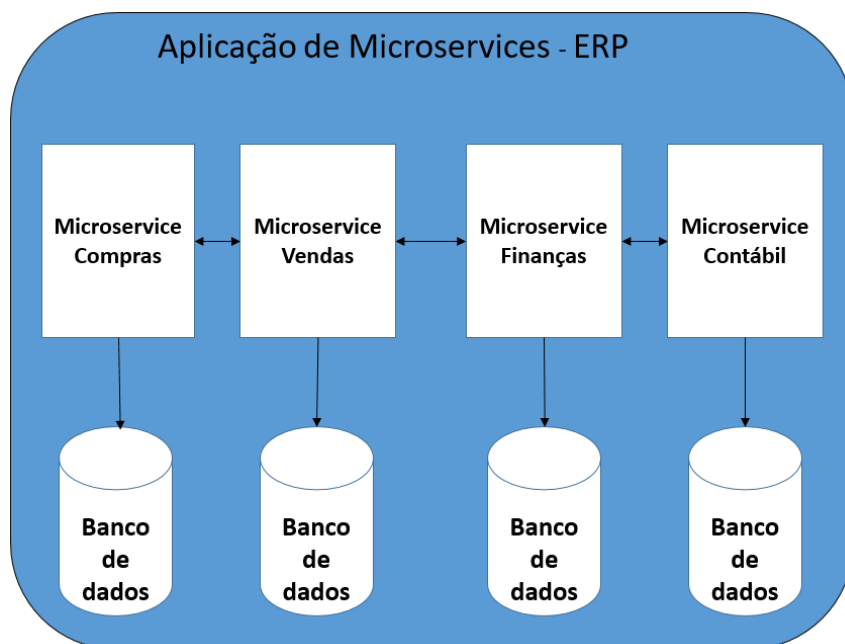 Aplicação de Microservices - ERP
Microservice
Compras
Microservice
Vendas
Microservice
Finanças
Microservice
Contábil
Banco
de
dados
Banco
de
dados
Banco
de
dados
Banco
de
dados